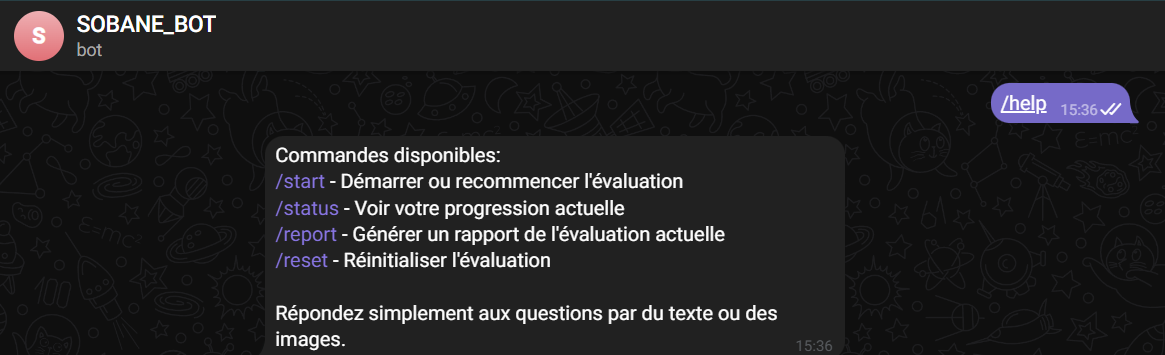 S
SOBANE_BOT
bot
/help 15:36
Commandes disponibles:
/start - Démarrer ou recommencer l'évaluation
/status - Voir votre progression actuelle
/report - Générer un rapport de l'évaluation actuelle
/reset - Réinitialiser l'évaluation
Répondez simplement aux questions par du texte ou des
images. 15:36